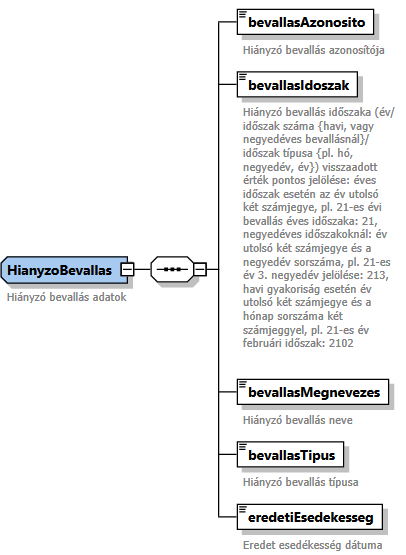 bevallasAzonosito
Hiányzó bevallás azonosítója
bevallasIdoszak
Hiányzó bevallás időszaka (év/
időszak száma {havi, vagy
negyedéves bevallásnál}/
időszak típusa {pl. hó,
negyedév, év}) visszaadott
érték pontos jelölése: éves
időszak esetén az év utolsó
két számjegye, pl. 21-es évi
bevallás éves időszaka: 21,
negyedéves időszakoknál: év
utolsó két számjegye és a
negyedév sorszáma, pl. 21-es
év 3. negyedév jelölése: 213,
havi gyakoriság esetén év
utolsó két számjegye és a
hónap sorszáma két
számjeggyel, pl. 21-es év
februári időszak: 2102
HianyzoBevallas
Hiányzó bevallás adatok
bevallasMegnevezes
Hiányzó bevallás neve
bevallasTipus
Hiányzó bevallás típusa
eredetiEsedekesseg
Eredet esedékesség dátuma